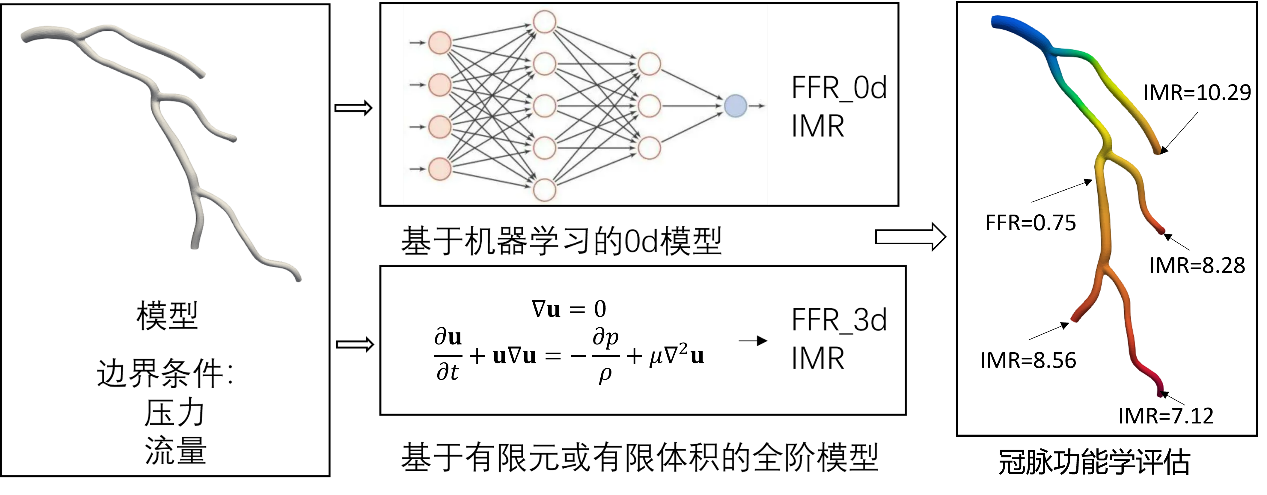 模型
边界条件：
压力
流量
FFR_0d
IMR
基于机器学习的0d模型
∇𝐮 = 0
∂𝐮/∂t + 𝐮∇𝐮 = −∂p/ρ + μ∇²𝐮
FFR_3d
IMR
基于有限元或有限体积的全阶模型
IMR=10.29
FFR=0.75
IMR=8.28
IMR=8.56
IMR=7.12
冠脉功能学评估